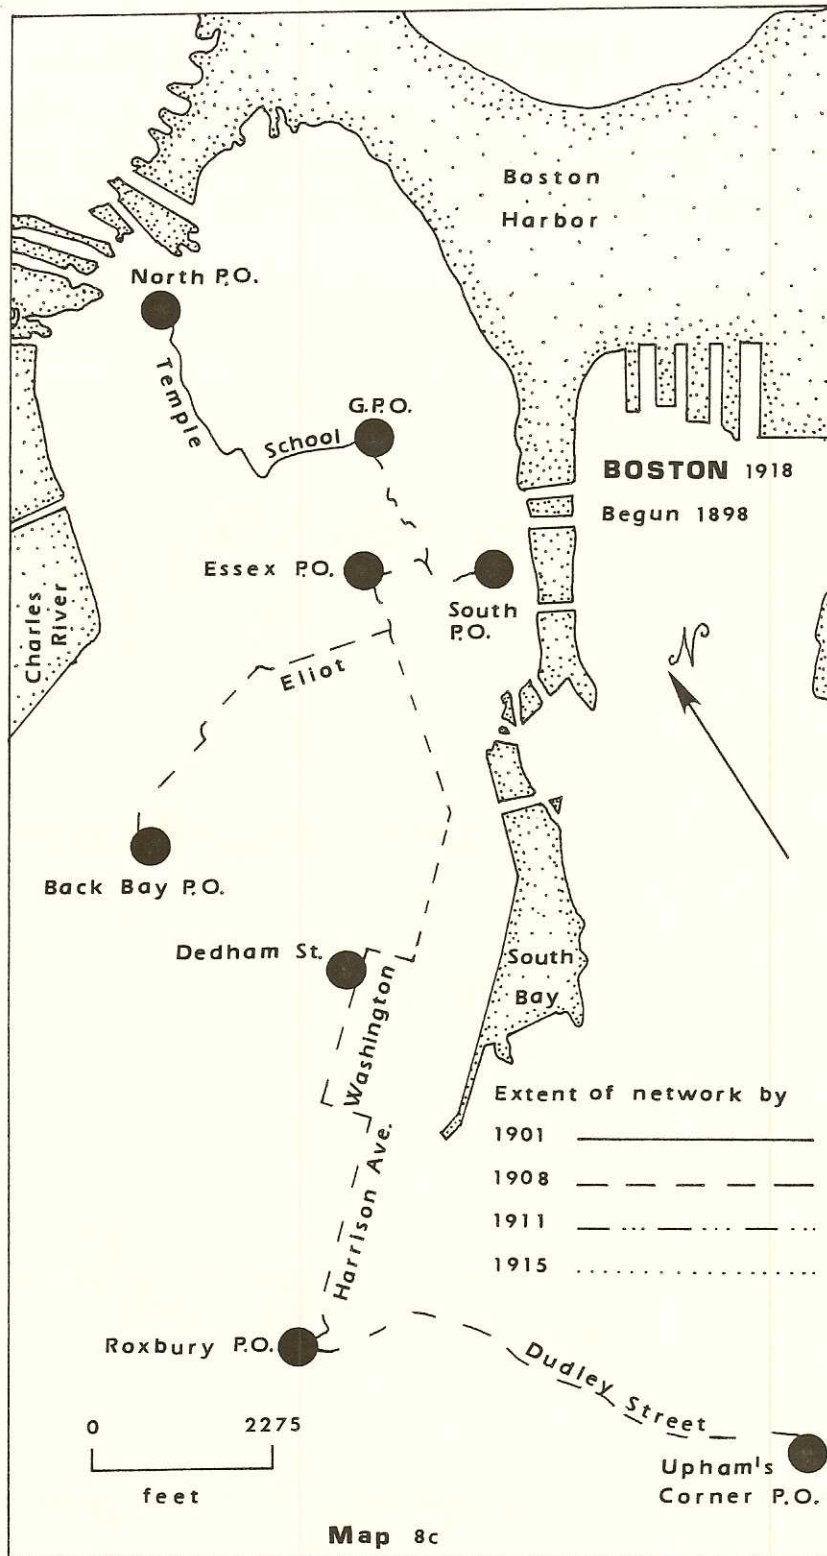 Boston
Harbor
North P.O.
Temple
School
G.P.O.
BOSTON 1918
Begun 1898
Essex P.O.
South
P.O.
Charles
River
N
Eliot
Back Bay P.O.
Dedham St.
Washington
South
Bay
Extent of network by
1901
1908
1911
1915
Harrison Ave.
Roxbury P.O.
Dudley Street
0 2275
feet
Upham's
Corner P.O.
Map 8c